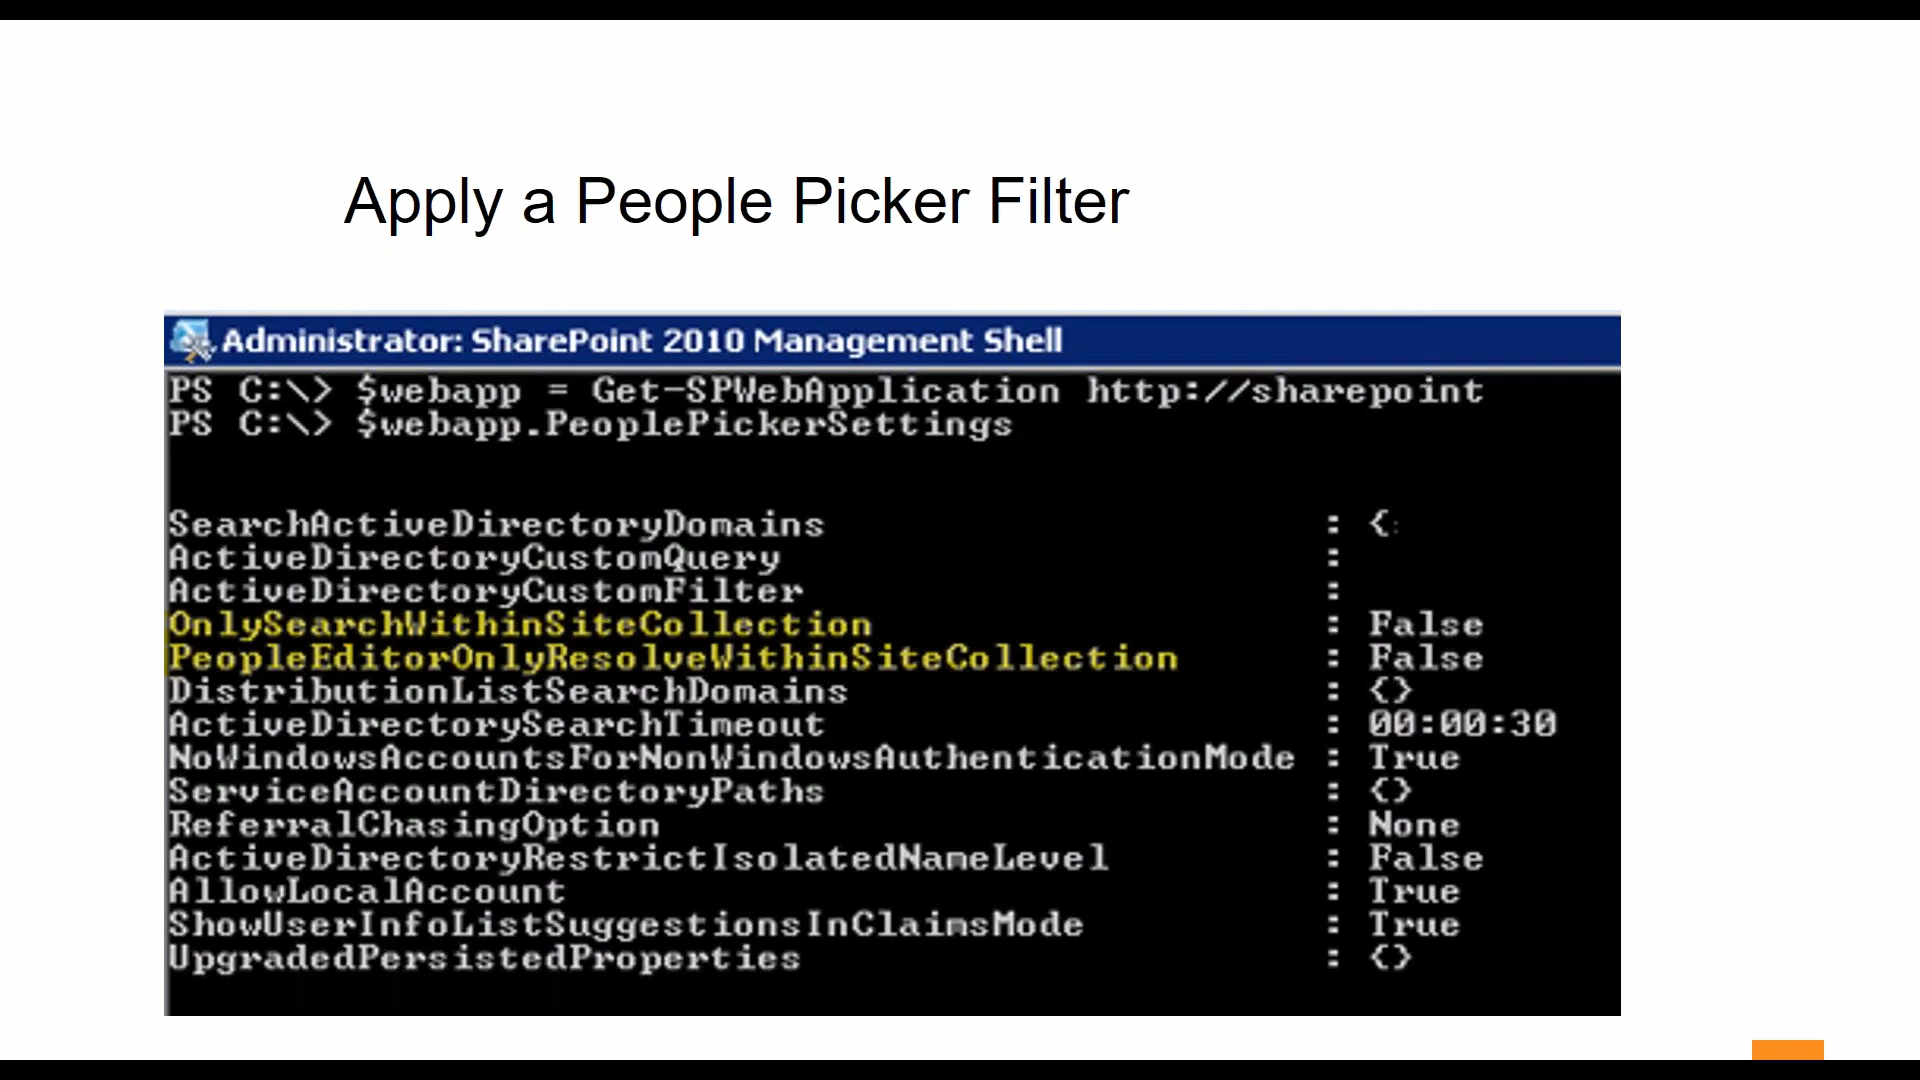 Apply a People Picker Filter
Administrator: SharePoint 2010 Management Shell
PS C:\> $webapp = Get-SPWebApplication http://sharepoint
PS C:\> $webapp.PeoplePickerSettings
SearchActiveDirectoryDomains : {
ActiveDirectoryCustomQuery :
ActiveDirectoryCustomFilter :
OnlySearchWithinSiteCollection : False
PeopleEditorOnlyResolveWithinSiteCollection : False
DistributionListSearchDomains : {}
ActiveDirectorySearchTimeout : 00:00:30
NoWindowsAccountsForNonWindowsAuthenticationMode : True
ServiceAccountDirectoryPaths : {}
ReferralChasingOption : None
ActiveDirectoryRestrictIsolatedNameLevel : False
AllowLocalAccount : True
ShowUserInfoListSuggestionsInClaimsMode : True
UpgradedPersistedProperties : {}